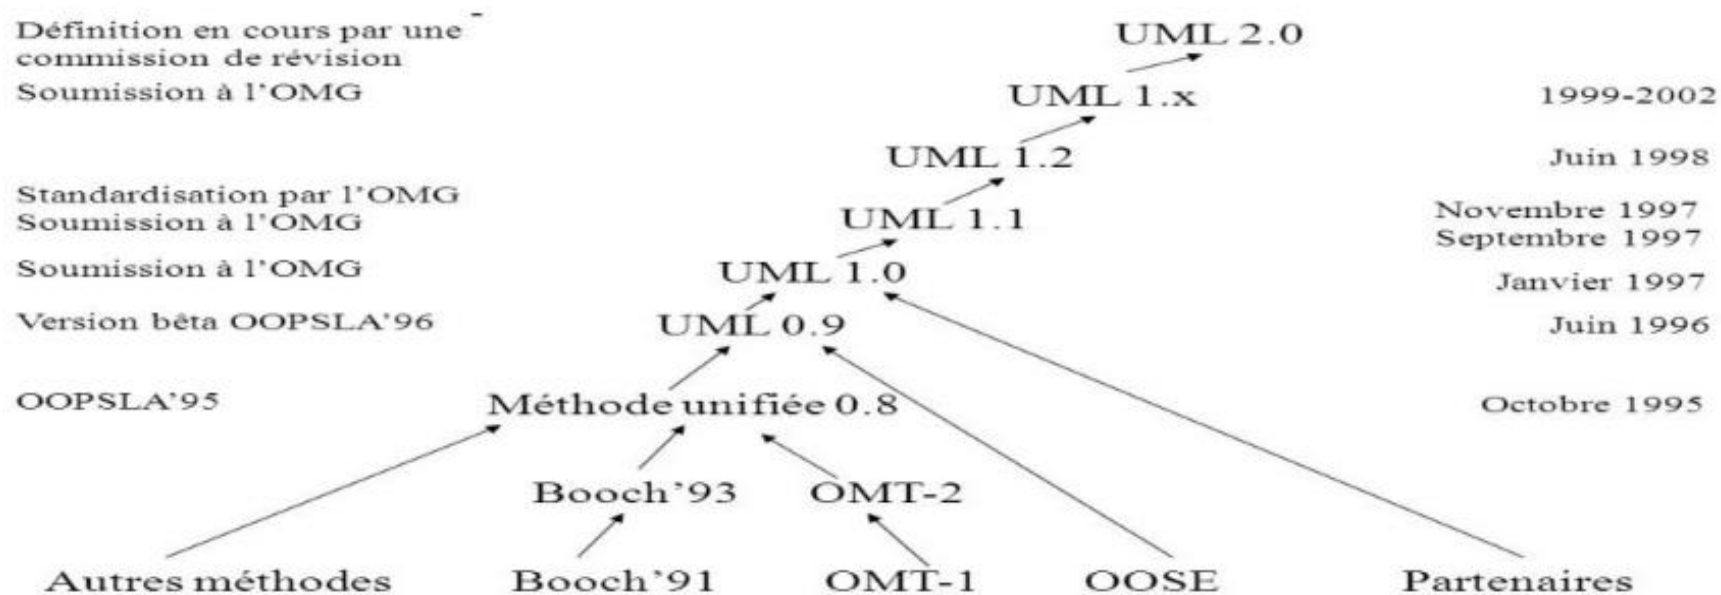 Définition en cours par une
commission de révision
UML 2.0
Soumission à l'OMG
UML 1.x
1999-2002
UML 1.2
Juin 1998
Standardisation par l'OMG
Soumission à l'OMG
UML 1.1
Novembre 1997
Septembre 1997
Soumission à l'OMG
UML 1.0
Janvier 1997
Version bêta OOPSLA'96
UML 0.9
Juin 1996
OOPSLA'95
Méthode unifiée 0.8
Octobre 1995
Booch'93
OMT-2
Autres méthodes
Booch'91
OMT-1
OOSE
Partenaires